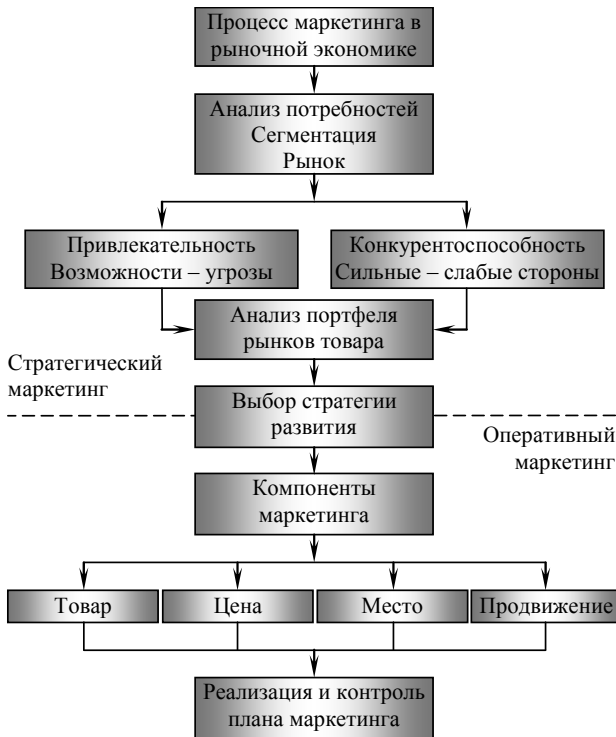 Процесс маркетинга в
рыночной экономике
Анализ потребностей
Сегментация
Рынок
Привлекательность
Возможности – угрозы
Конкурентоспособность
Сильные – слабые стороны
Анализ портфеля
рынков товара
Стратегический
маркетинг
Выбор стратегии
развития
Оперативный
маркетинг
Компоненты
маркетинга
Товар
Цена
Место
Продвижение
Реализация и контроль
плана маркетинга